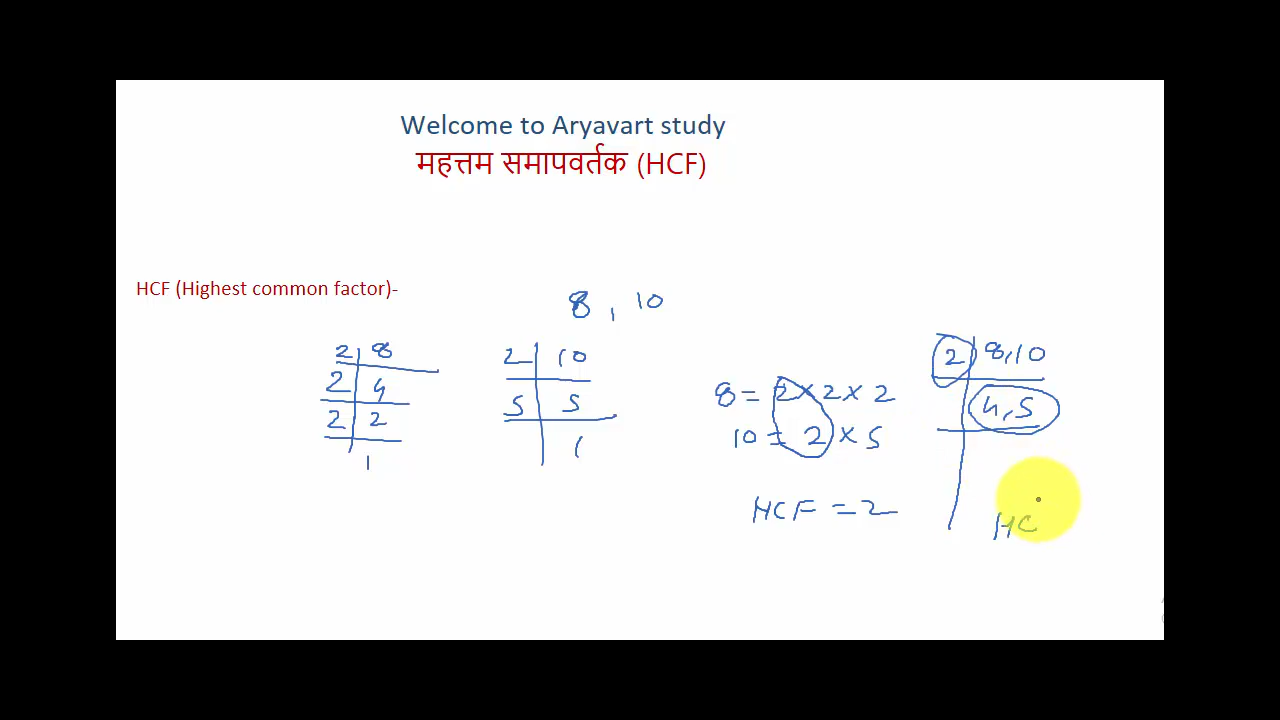 Welcome to Aryavart study
महत्तम समापवर्तक (HCF)
HCF (Highest common factor)-
8, 10
2 | 8
2 | 4
2 | 2
1
2 | 10
5 | 5
1
8 = 2 × 2 × 2
10 = 2 × 5
HCF = 2
2 | 8, 10
4, 5
HC